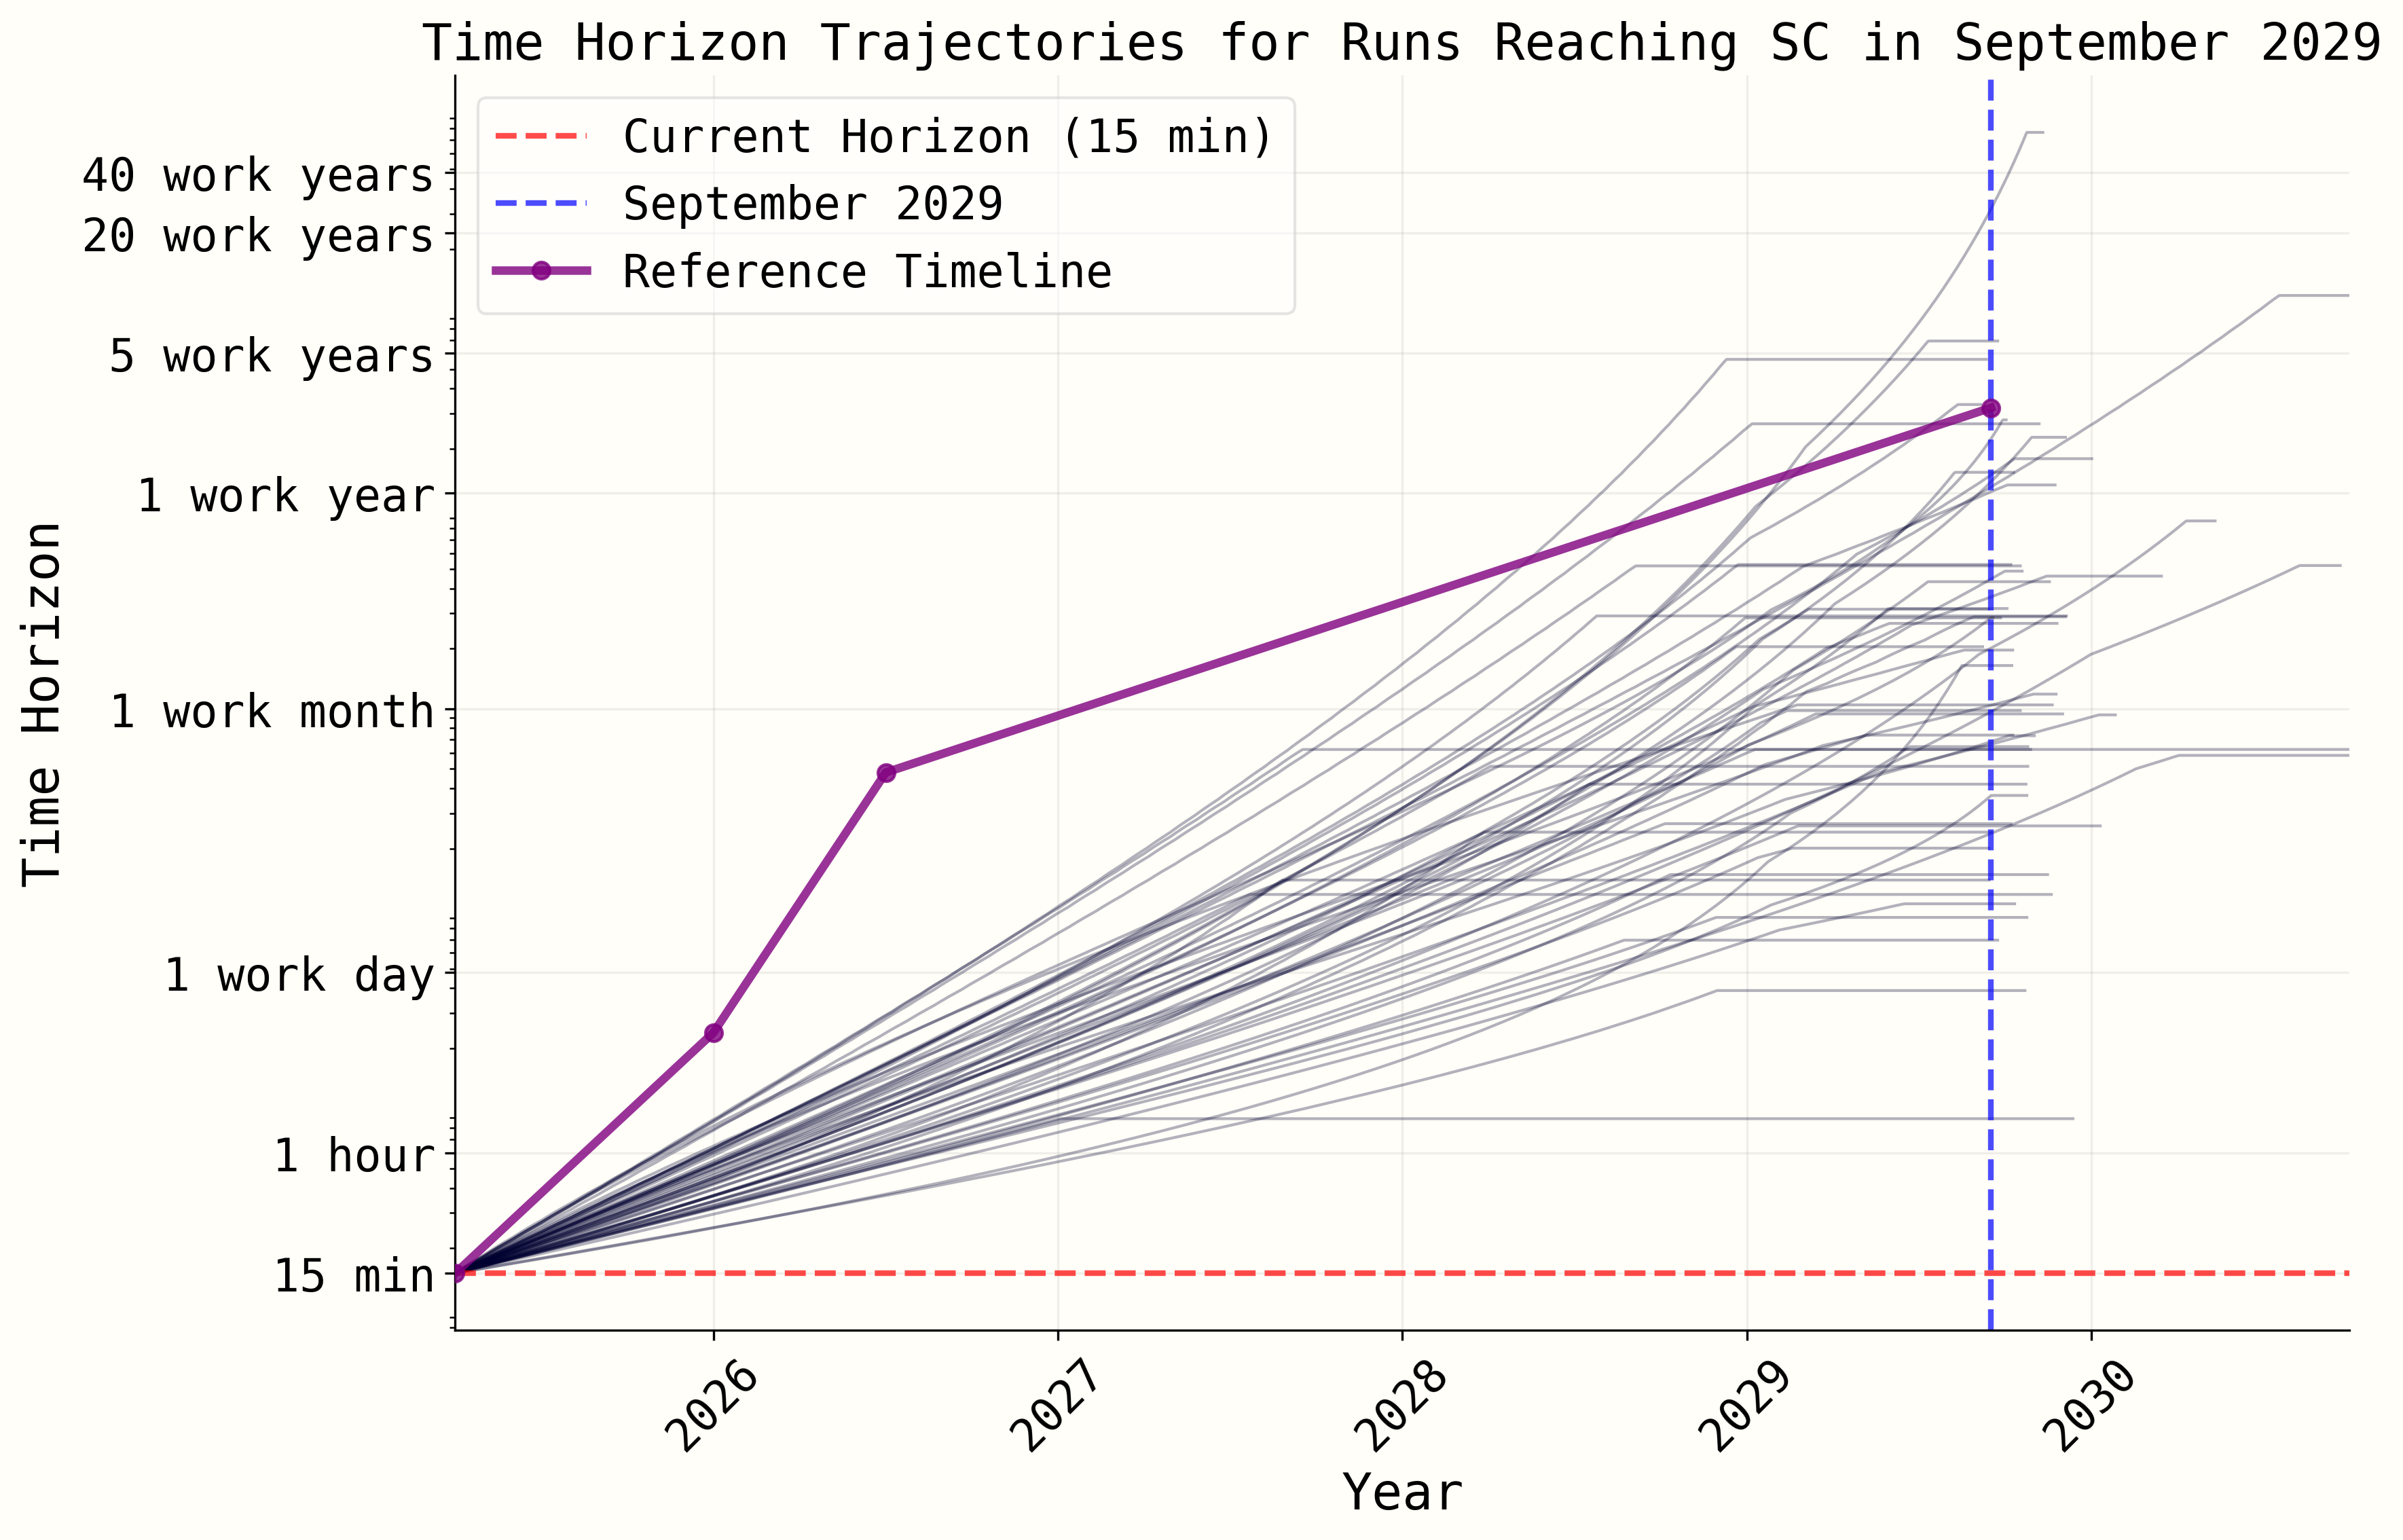 Time Horizon Trajectories for Runs Reaching SC in September 2029
Current Horizon (15 min)
September 2029
Reference Timeline
40 work years
20 work years
5 work years
1 work year
1 work month
1 work day
1 hour
15 min
Time Horizon
2026
2027
2028
2029
2030
Year